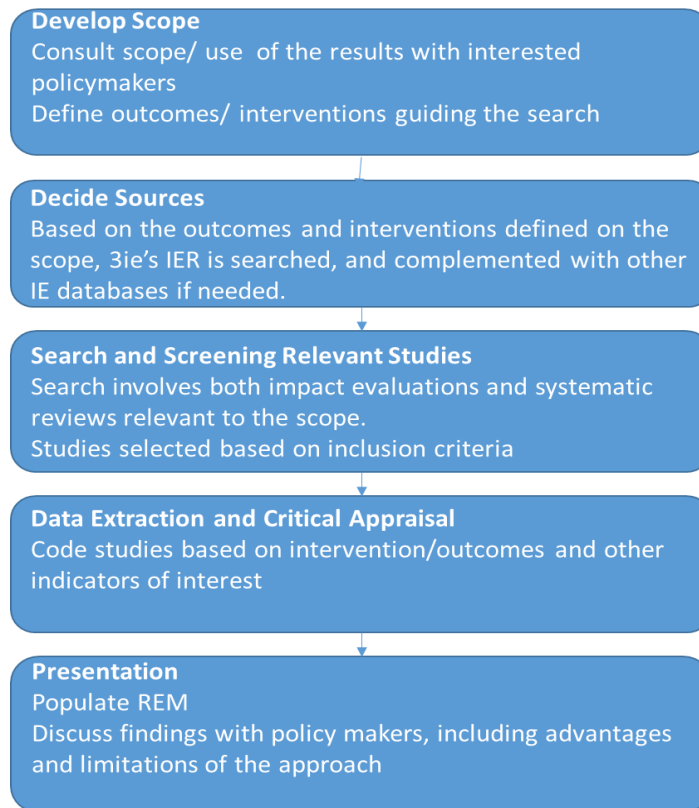 Develop Scope
Consult scope/ use  of the results with interested
policymakers
Define outcomes/ interventions guiding the search
Decide Sources
Based on the outcomes and interventions defined on the
scope, 3ie’s IER is searched, and complemented with other
IE databases if needed.
Search and Screening Relevant Studies
Search involves both impact evaluations and systematic
reviews relevant to the scope.
Studies selected based on inclusion criteria
Data Extraction and Critical Appraisal
Code studies based on intervention/outcomes and other
indicators of interest
Presentation
Populate REM
Discuss findings with policy makers, including advantages
and limitations of the approach